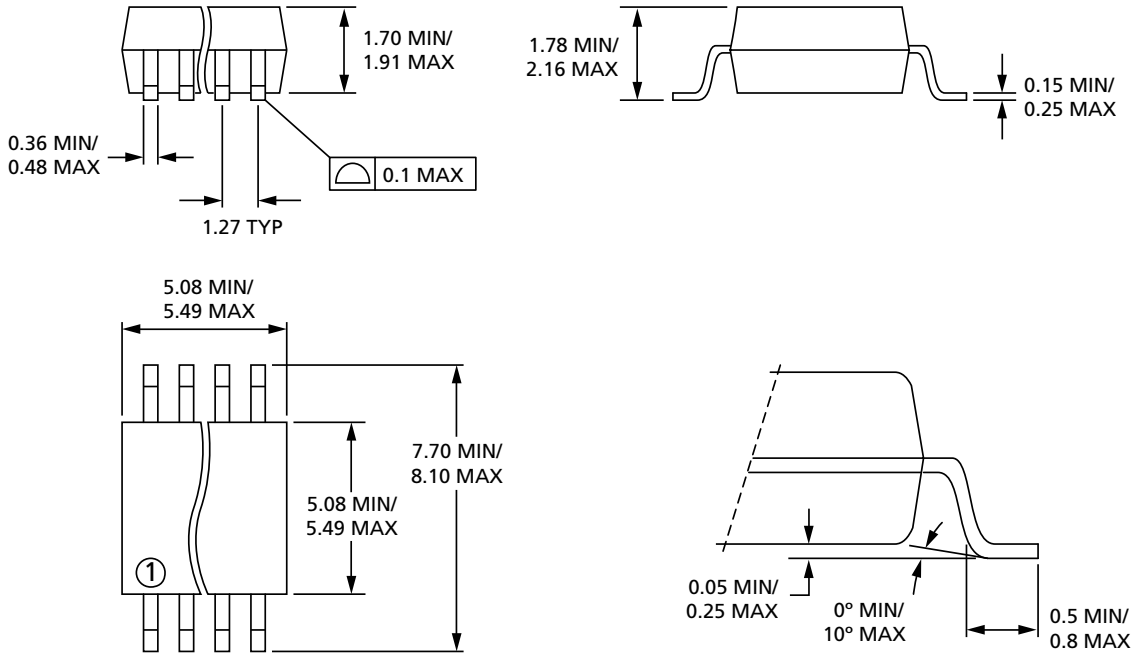 1.70 MIN/
1.91 MAX
1.78 MIN/
2.16 MAX
0.15 MIN/
0.25 MAX
0.36 MIN/
0.48 MAX
0.1 MAX
1.27 TYP
5.08 MIN/
5.49 MAX
7.70 MIN/
8.10 MAX
5.08 MIN/
5.49 MAX
1
0.05 MIN/
0.25 MAX
0º MIN/
10º MAX
0.5 MIN/
0.8 MAX